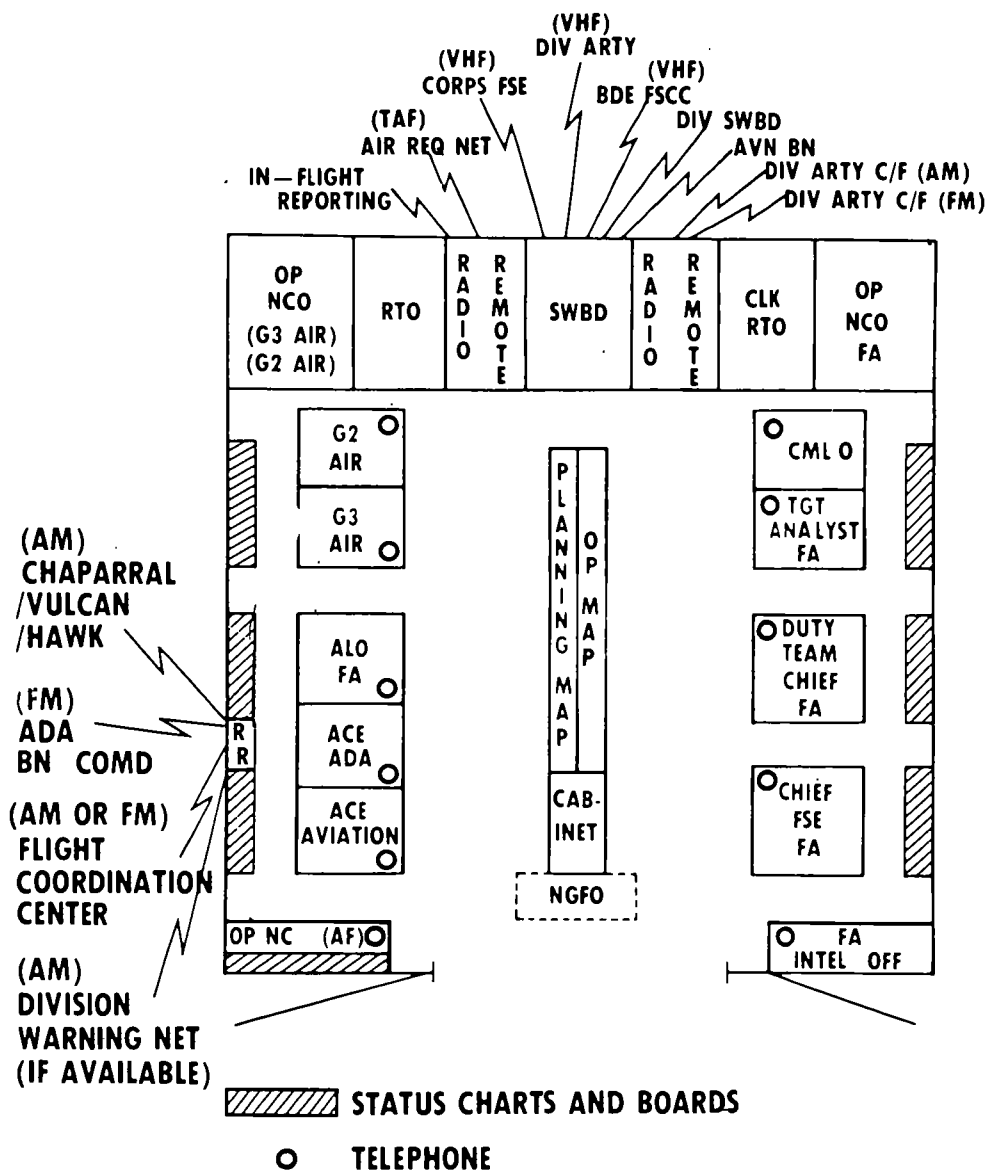 (VHF)
DIV ARTY
(VHF)
CORPS FSE
(VHF)
BDE FSCC
(TAF)
AIR REQ NET
DIV SWBD
AVN BN
IN-FLIGHT
REPORTING
DIV ARTY C/F (AM)
DIV ARTY C/F (FM)
OP
NCO
(G3 AIR)
(G2 AIR)
RTO
RADIO
REMOTE
SWBD
RADIO
REMOTE
CLK
RTO
OP
NCO
FA
G2
AIR
G3
AIR
ALO
FA
ACE
ADA
ACE
AVIATION
PLANNING MAP
OP MAP
CAB-
INET
NGFO
CML O
TGT
ANALYST
FA
DUTY
TEAM
CHIEF
FA
CHIEF
FSE
FA
(AM)
CHAPARRAL
/VULCAN
/HAWK
(FM)
ADA
BN COMD
R
R
(AM OR FM)
FLIGHT
COORDINATION
CENTER
(AM)
DIVISION
WARNING NET
(IF AVAILABLE)
OP NC (AF)
FA
INTEL OFF
STATUS CHARTS AND BOARDS
TELEPHONE